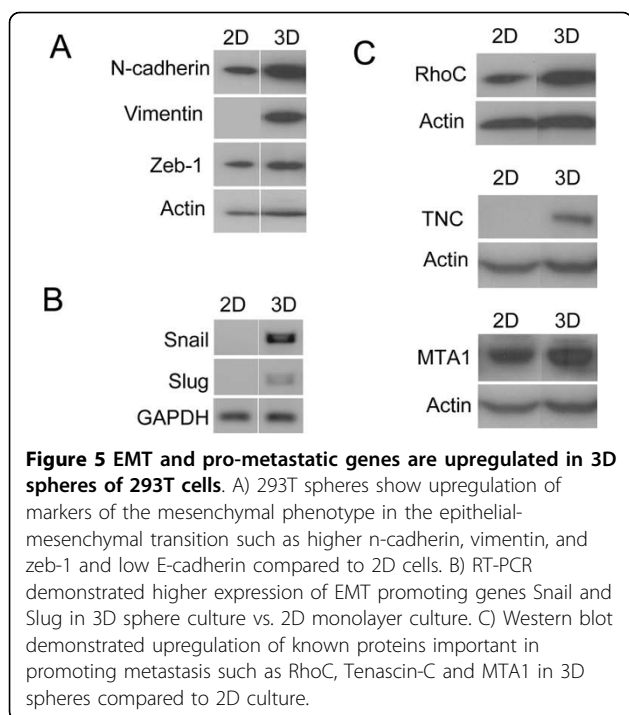 A
2D 3D
N-cadherin
Vimentin
Zeb-1
Actin
B
2D 3D
Snail
Slug
GAPDH
C
2D 3D
RhoC
Actin
2D 3D
TNC
Actin
2D 3D
MTA1
Actin
Figure 5 EMT and pro-metastatic genes are upregulated in 3D
spheres of 293T cells. A) 293T spheres show upregulation of
markers of the mesenchymal phenotype in the epithelial-
mesenchymal transition such as higher n-cadherin, vimentin, and
zeb-1 and low E-cadherin compared to 2D cells. B) RT-PCR
demonstrated higher expression of EMT promoting genes Snail and
Slug in 3D sphere culture vs. 2D monolayer culture. C) Western blot
demonstrated upregulation of known proteins important in
promoting metastasis such as RhoC, Tenascin-C and MTA1 in 3D
spheres compared to 2D culture.